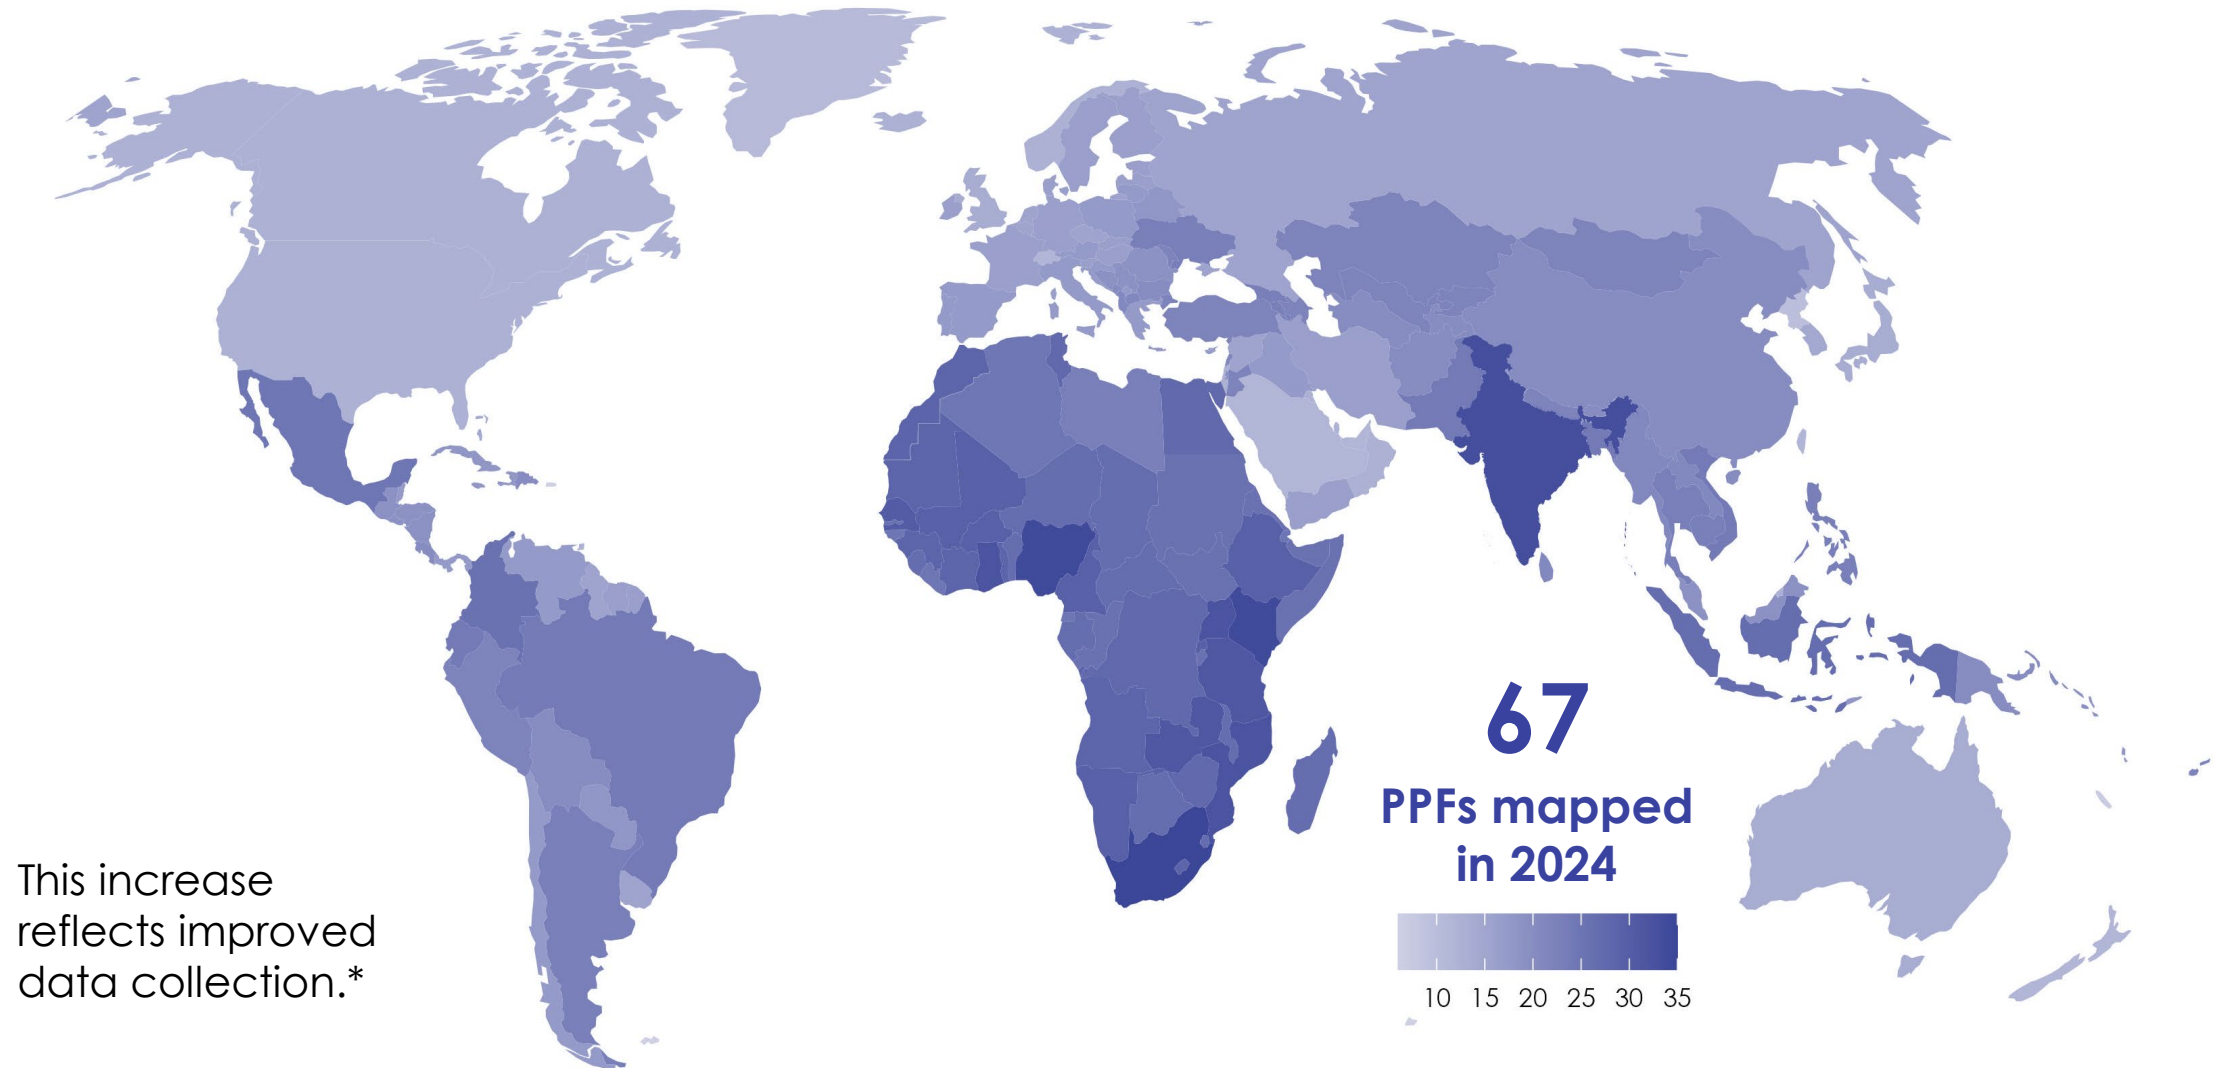 67
PPFs mapped
in 2024
10 15 20 25 30 35
This increase
reflects improved
data collection.*